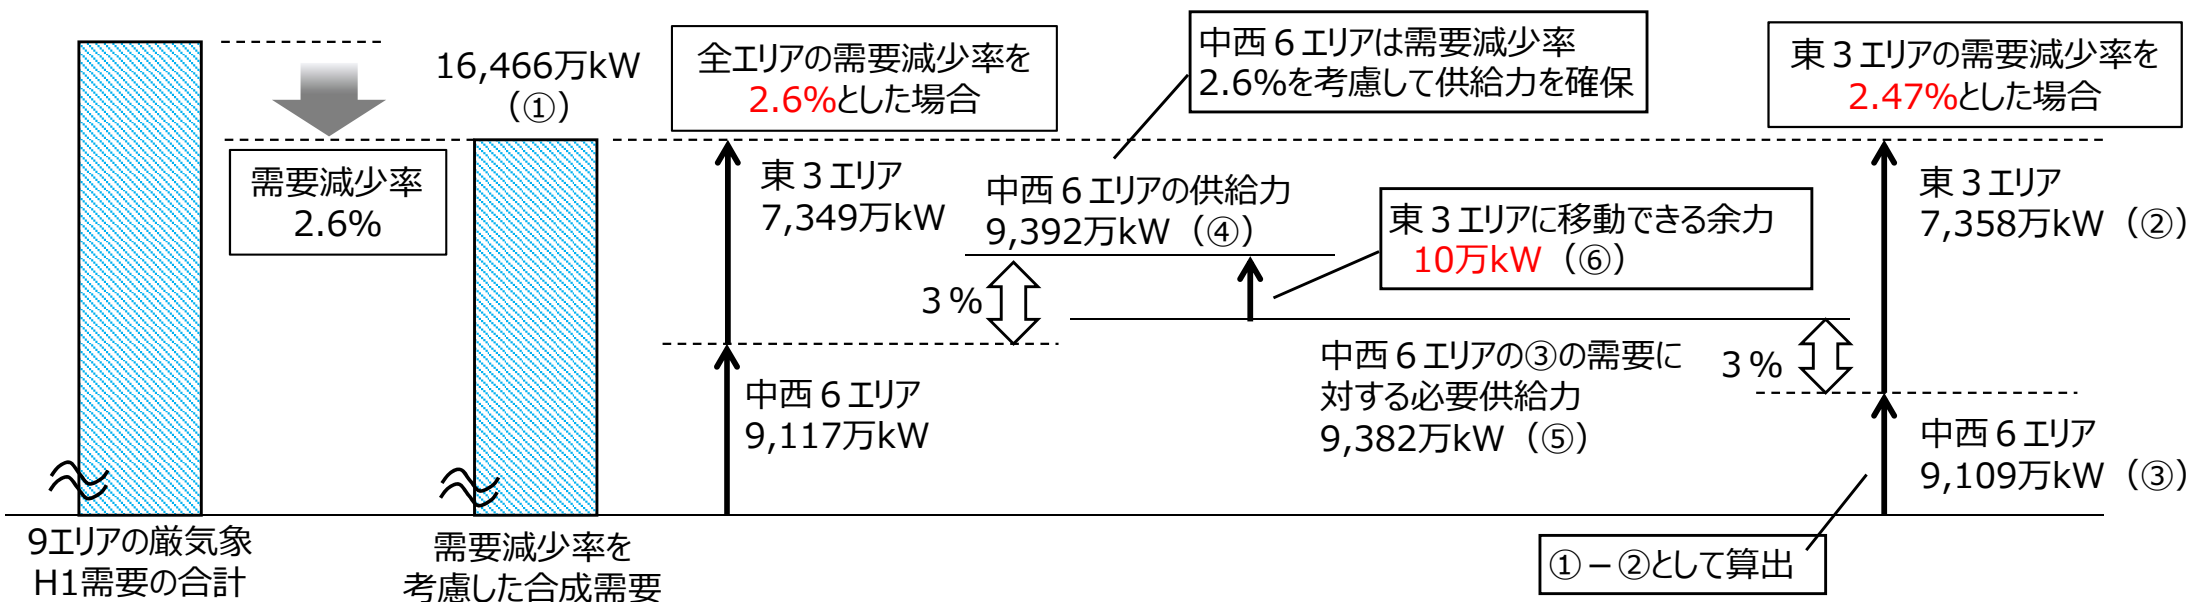 16,466万kW
（①）
需要減少率
2.6%
9エリアの厳気象
H1需要の合計
需要減少率を
考慮した合成需要
全エリアの需要減少率を
2.6%とした場合
東３エリア
7,349万kW
中西６エリア
9,117万kW
中西６エリアは需要減少率
2.6%を考慮して供給力を確保
中西６エリアの供給力
9,392万kW（④）
3％
東３エリアに移動できる余力
10万kW（⑥）
中西６エリアの③の需要に
対する必要供給力
9,382万kW（⑤）
3％
東３エリアの需要減少率を
2.47%とした場合
東３エリア
7,358万kW（②）
中西６エリア
9,109万kW（③）
①－②として算出